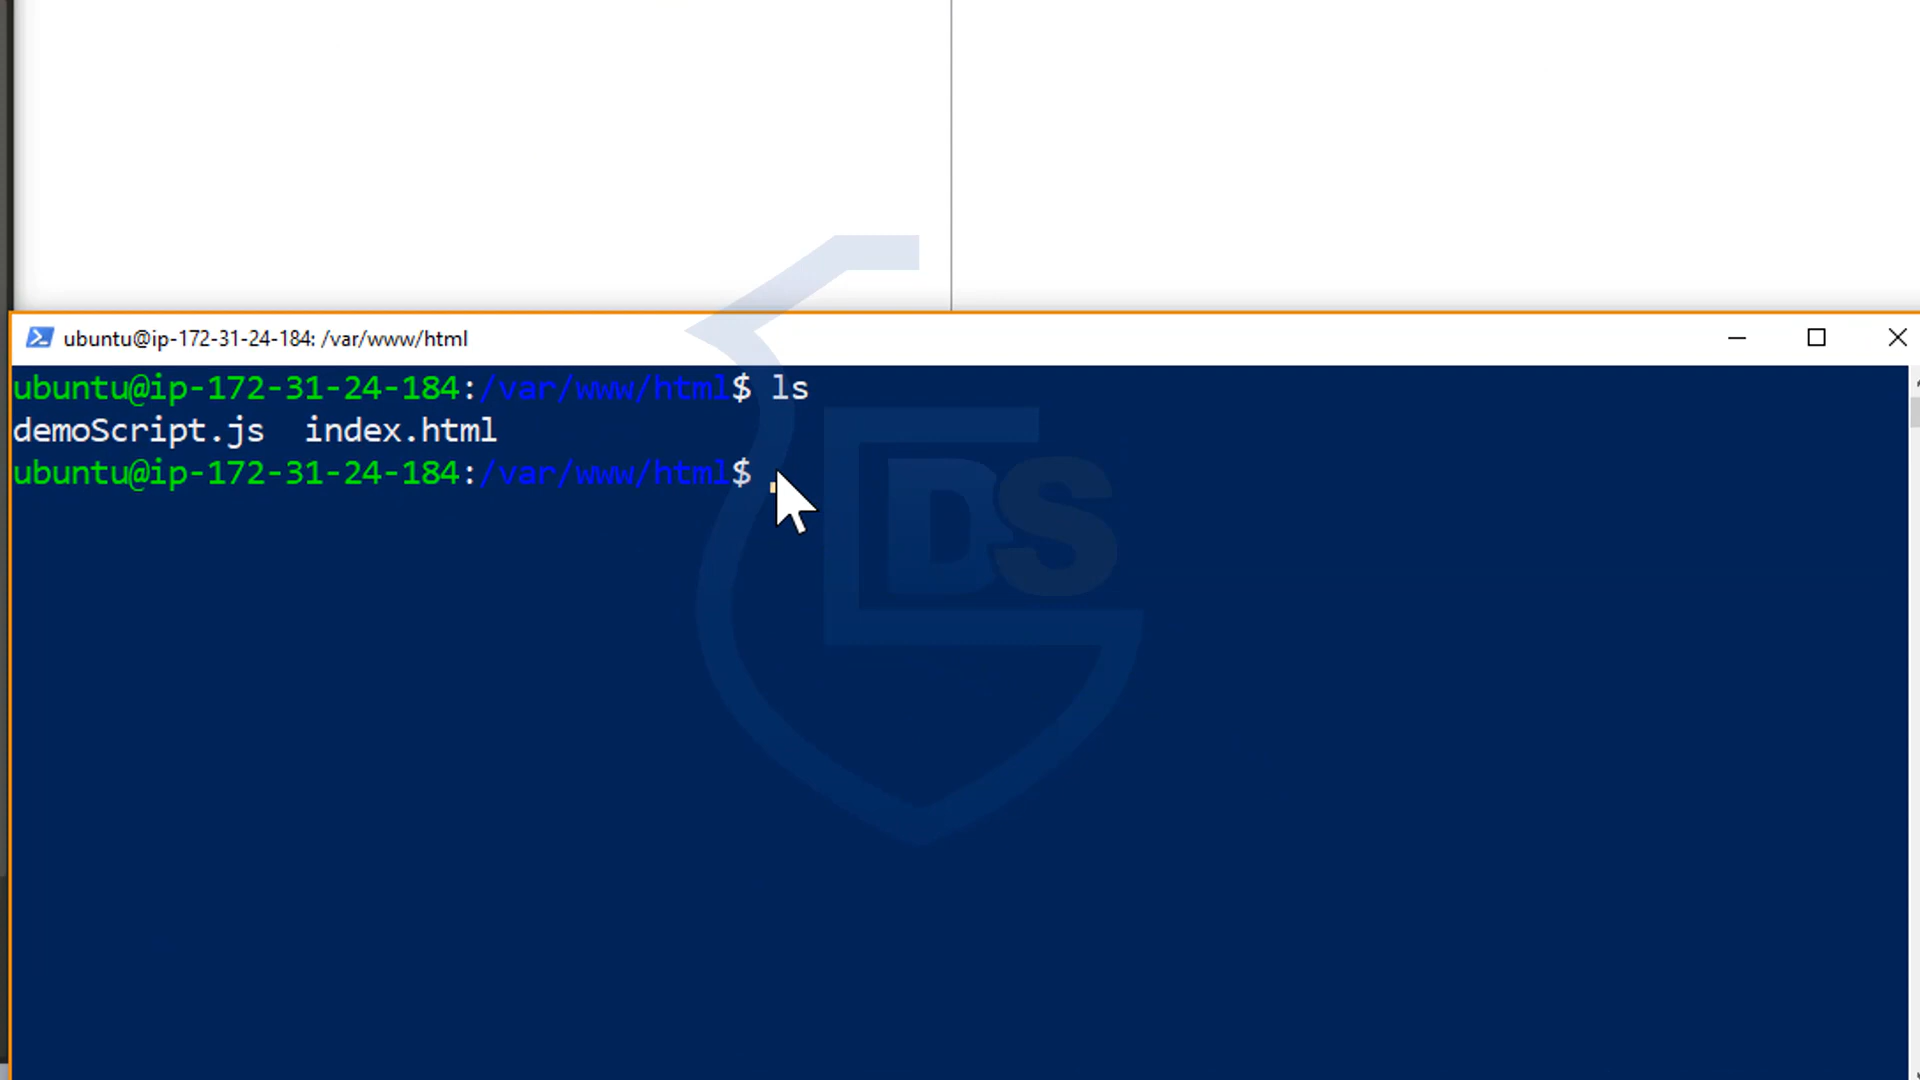 ubuntu@ip-172-31-24-184: /var/www/html
ubuntu@ip-172-31-24-184:/var/www/html$ ls
demoScript.js  index.html
ubuntu@ip-172-31-24-184:/var/www/html$
DS